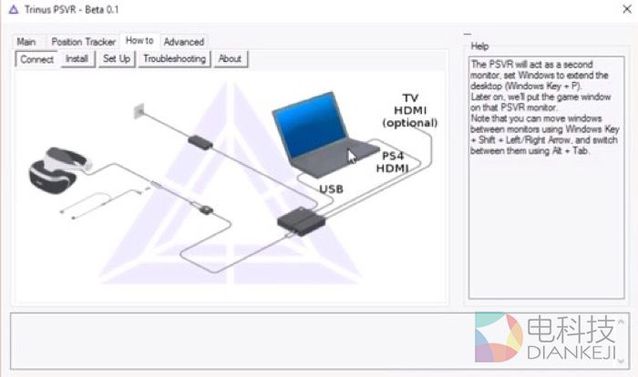 Trinus PSVR - Beta 0.1
Main
Position Tracker
How to
Advanced
Connect
Install
Set Up
Troubleshooting
About
TV
HDMI
(optional)
PS4
HDMI
USB
Help
The PSVR will act as a second
monitor, set Windows to extend the
desktop (Windows Key + P).
Later on, we'll put the game window
on that PSVR monitor.
Note that you can move windows
between monitors using Windows Key
+ Shift + Left/Right Arrow, and switch
between them using Alt + Tab.
电科技
DIANKEJI